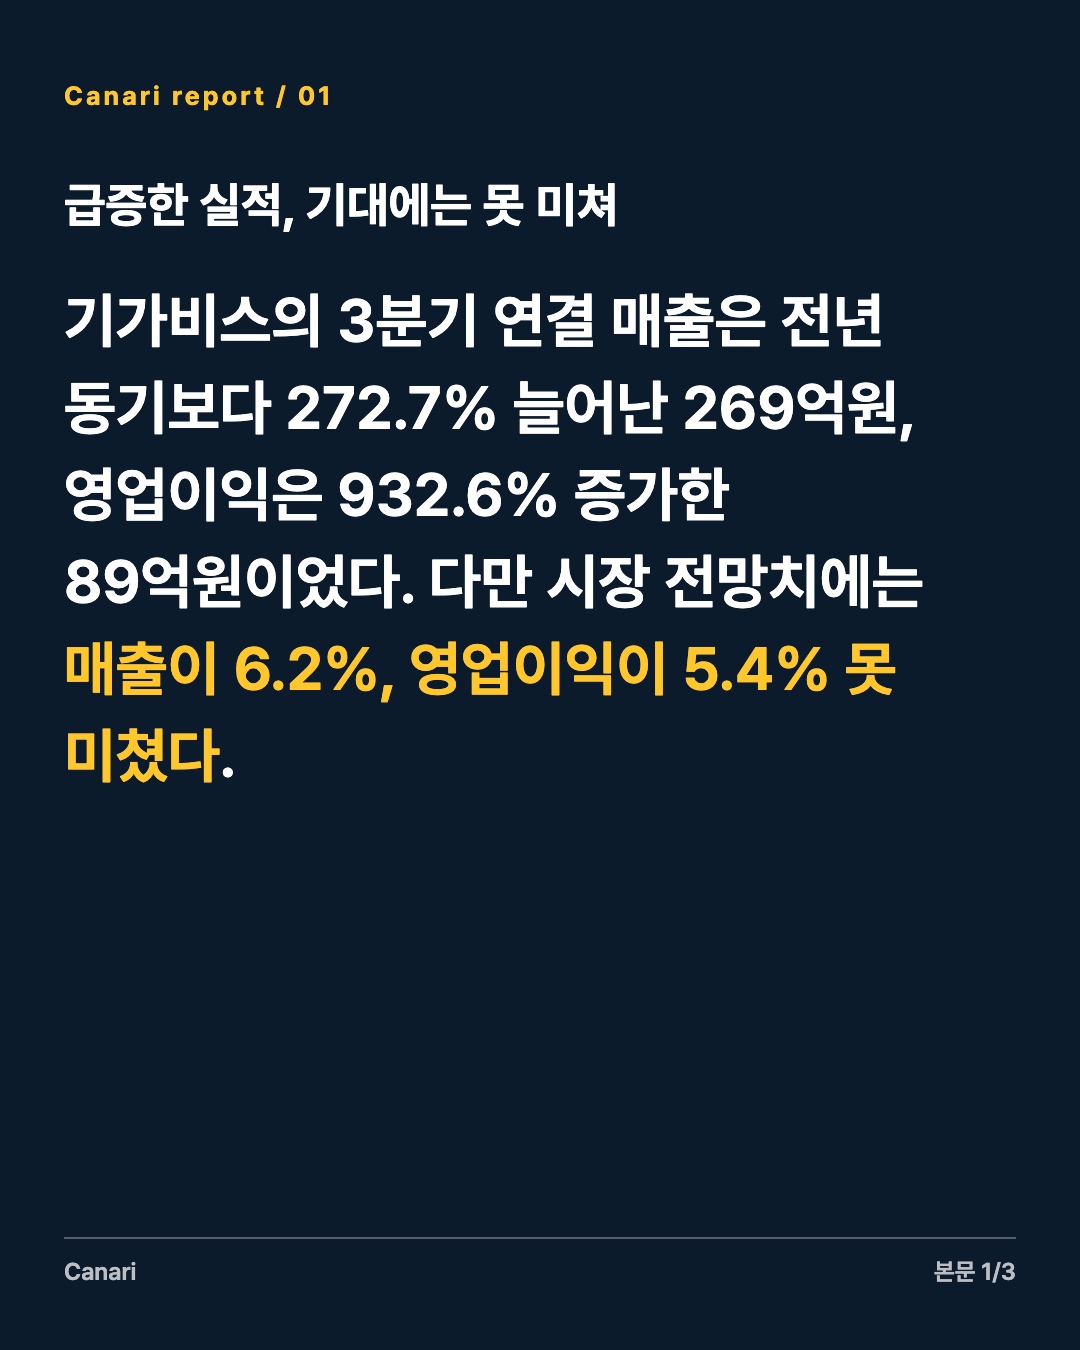 Canari report / 01
급증한 실적, 기대에는 못 미쳐
기가비스의 3분기 연결 매출은 전년
동기보다 272.7% 늘어난 269억원,
영업이익은 932.6% 증가한
89억원이었다. 다만 시장 전망치에는
매출이 6.2%, 영업이익이 5.4% 못
미쳤다.
Canari
본문 1/3